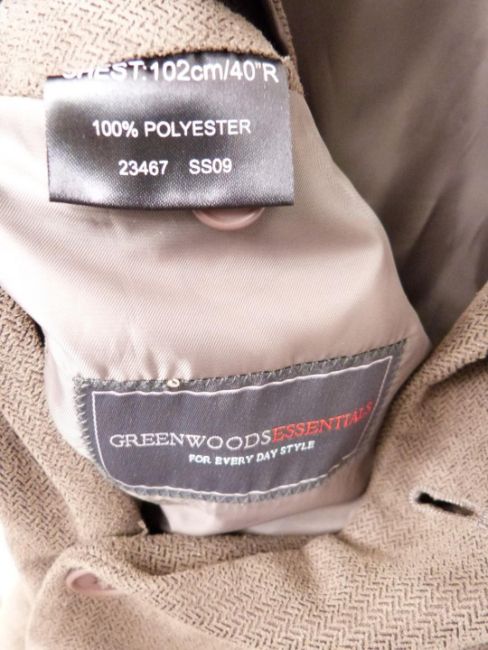 CHEST:102cm/40"R
100% POLYESTER
23467 SS09
GREENWOODSESSENTIALS
FOR EVERY DAY STYLE